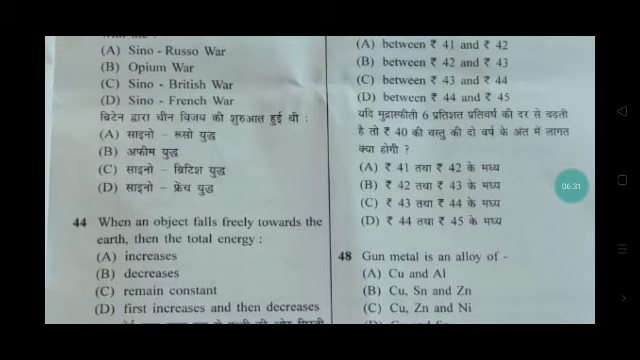 (A) Sino - Russo War
(B) Opium War
(C) Sino - British War
(D) Sino - French War
ब्रिटेन द्वारा चीन विजय की शुरुआत हुई थी :
(A) साइनो – रूसो युद्ध
(B) अफीम युद्ध
(C) साइनो – ब्रिटिश युद्ध
(D) साइनो – फ्रेंच युद्ध
44 When an object falls freely towards the
earth, then the total energy :
(A) increases
(B) decreases
(C) remain constant
(D) first increases and then decreases
(A) between ₹ 41 and ₹ 42
(B) between ₹ 42 and ₹ 43
(C) between ₹ 43 and ₹ 44
(D) between ₹ 44 and ₹ 45
यदि मुद्रास्फीती 6 प्रतिशत प्रतिवर्ष की दर से बढ़ती
है तो ₹ 40 की वस्तु की दो वर्ष के अंत में लागत
क्या होगी ?
(A) ₹ 41 तथा ₹ 42 के मध्य
(B) ₹ 42 तथा ₹ 43 के मध्य
(C) ₹ 43 तथा ₹ 44 के मध्य
(D) ₹ 44 तथा ₹ 45 के मध्य
48 Gun metal is an alloy of -
(A) Cu and Al
(B) Cu, Sn and Zn
(C) Cu, Zn and Ni
06:31